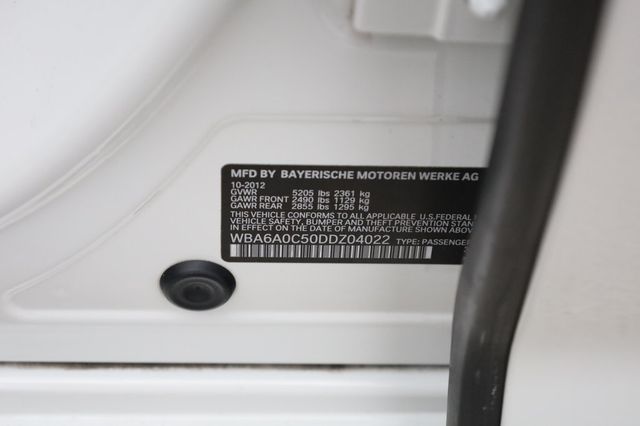 MFD BY BAYERISCHE MOTOREN WERKE AG
10-2012
GVWR 5205 lbs 2361 kg
GAWR FRONT 2490 lbs 1129 kg
GAWR REAR 2855 lbs 1295 kg
THIS VEHICLE CONFORMS TO ALL APPLICABLE U.S.FEDERAL
VEHICLE SAFETY, BUMPER AND THEFT PREVENTION STA
EFFECT ON THE DATE OF MANUFACTURE SHOWN ABOVE
WBA6A0C50DDZ04022 TYPE: PASSENGER